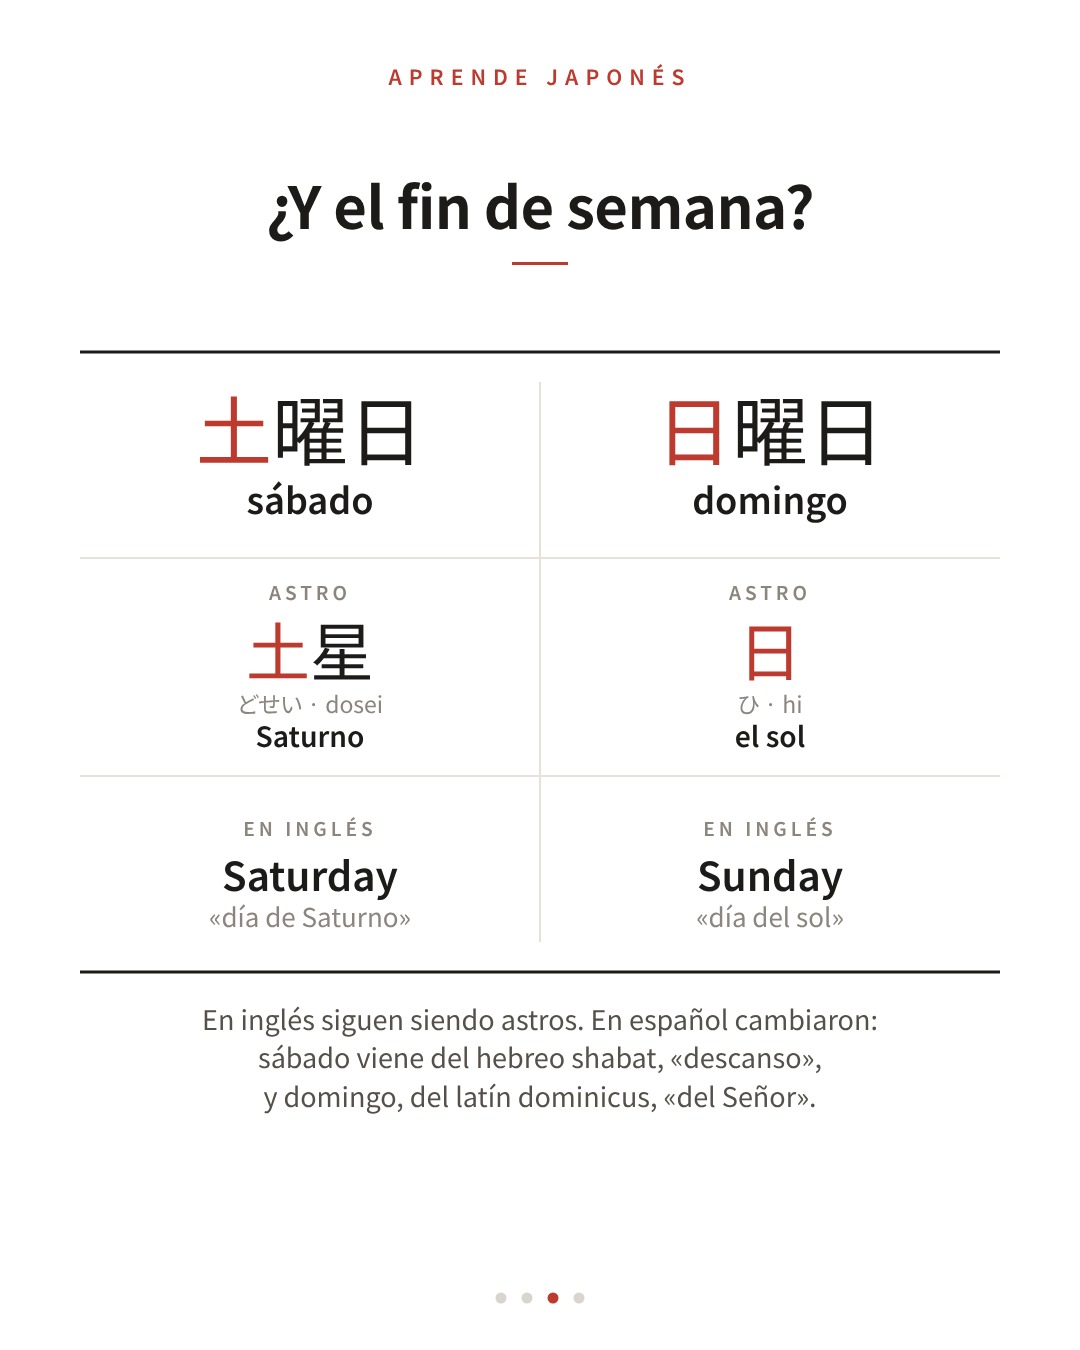 APRENDE JAPONÉS
¿Y el fin de semana?
土曜日
sábado
日曜日
domingo
ASTRO
土星
どせい · dosei
Saturno
ASTRO
日
ひ · hi
el sol
EN INGLÉS
Saturday
«día de Saturno»
EN INGLÉS
Sunday
«día del sol»
En inglés siguen siendo astros. En español cambiaron:
sábado viene del hebreo shabat, «descanso»,
y domingo, del latín dominicus, «del Señor».